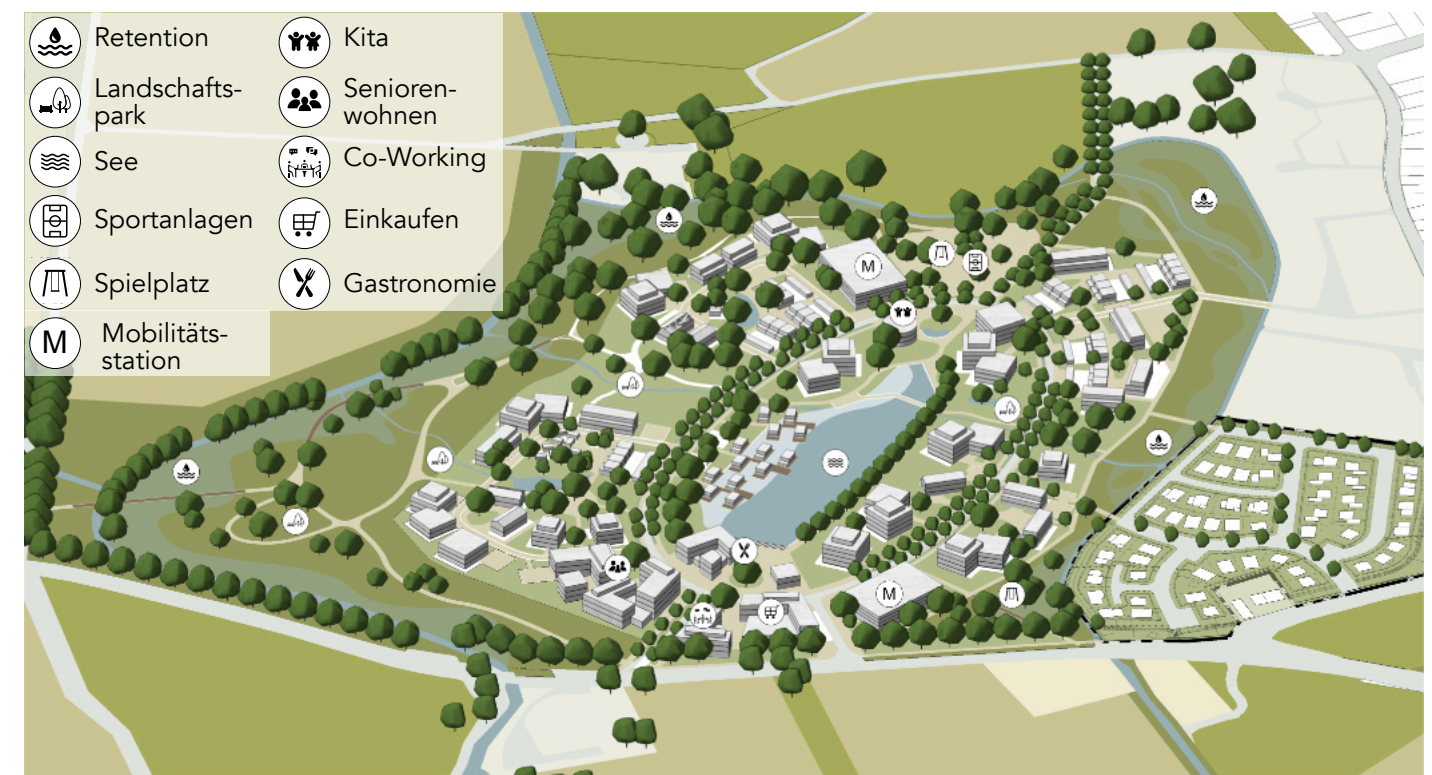 Retention
Landschafts-
park
See
Sportanlagen
Spielplatz
M
Mobilitäts-
station
Kita
Senioren-
wohnen
Co-Working
Einkaufen
Gastronomie
M
M